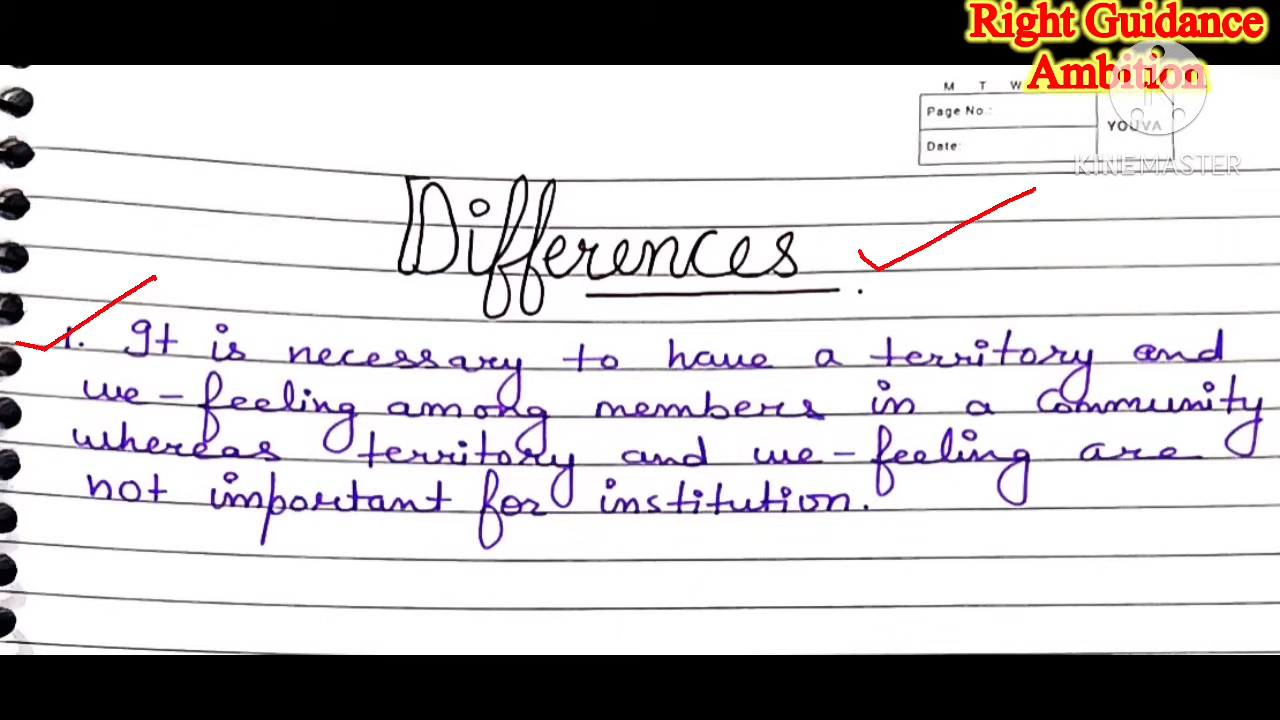 Right Guidance
Ambition
M T W
Page No.:
YOUVA
Date:
KINEMASTER
Differences.
1. It is necessary to have a territory and
we-feeling among members in a community
whereas territory and we-feeling are
not important for institution.